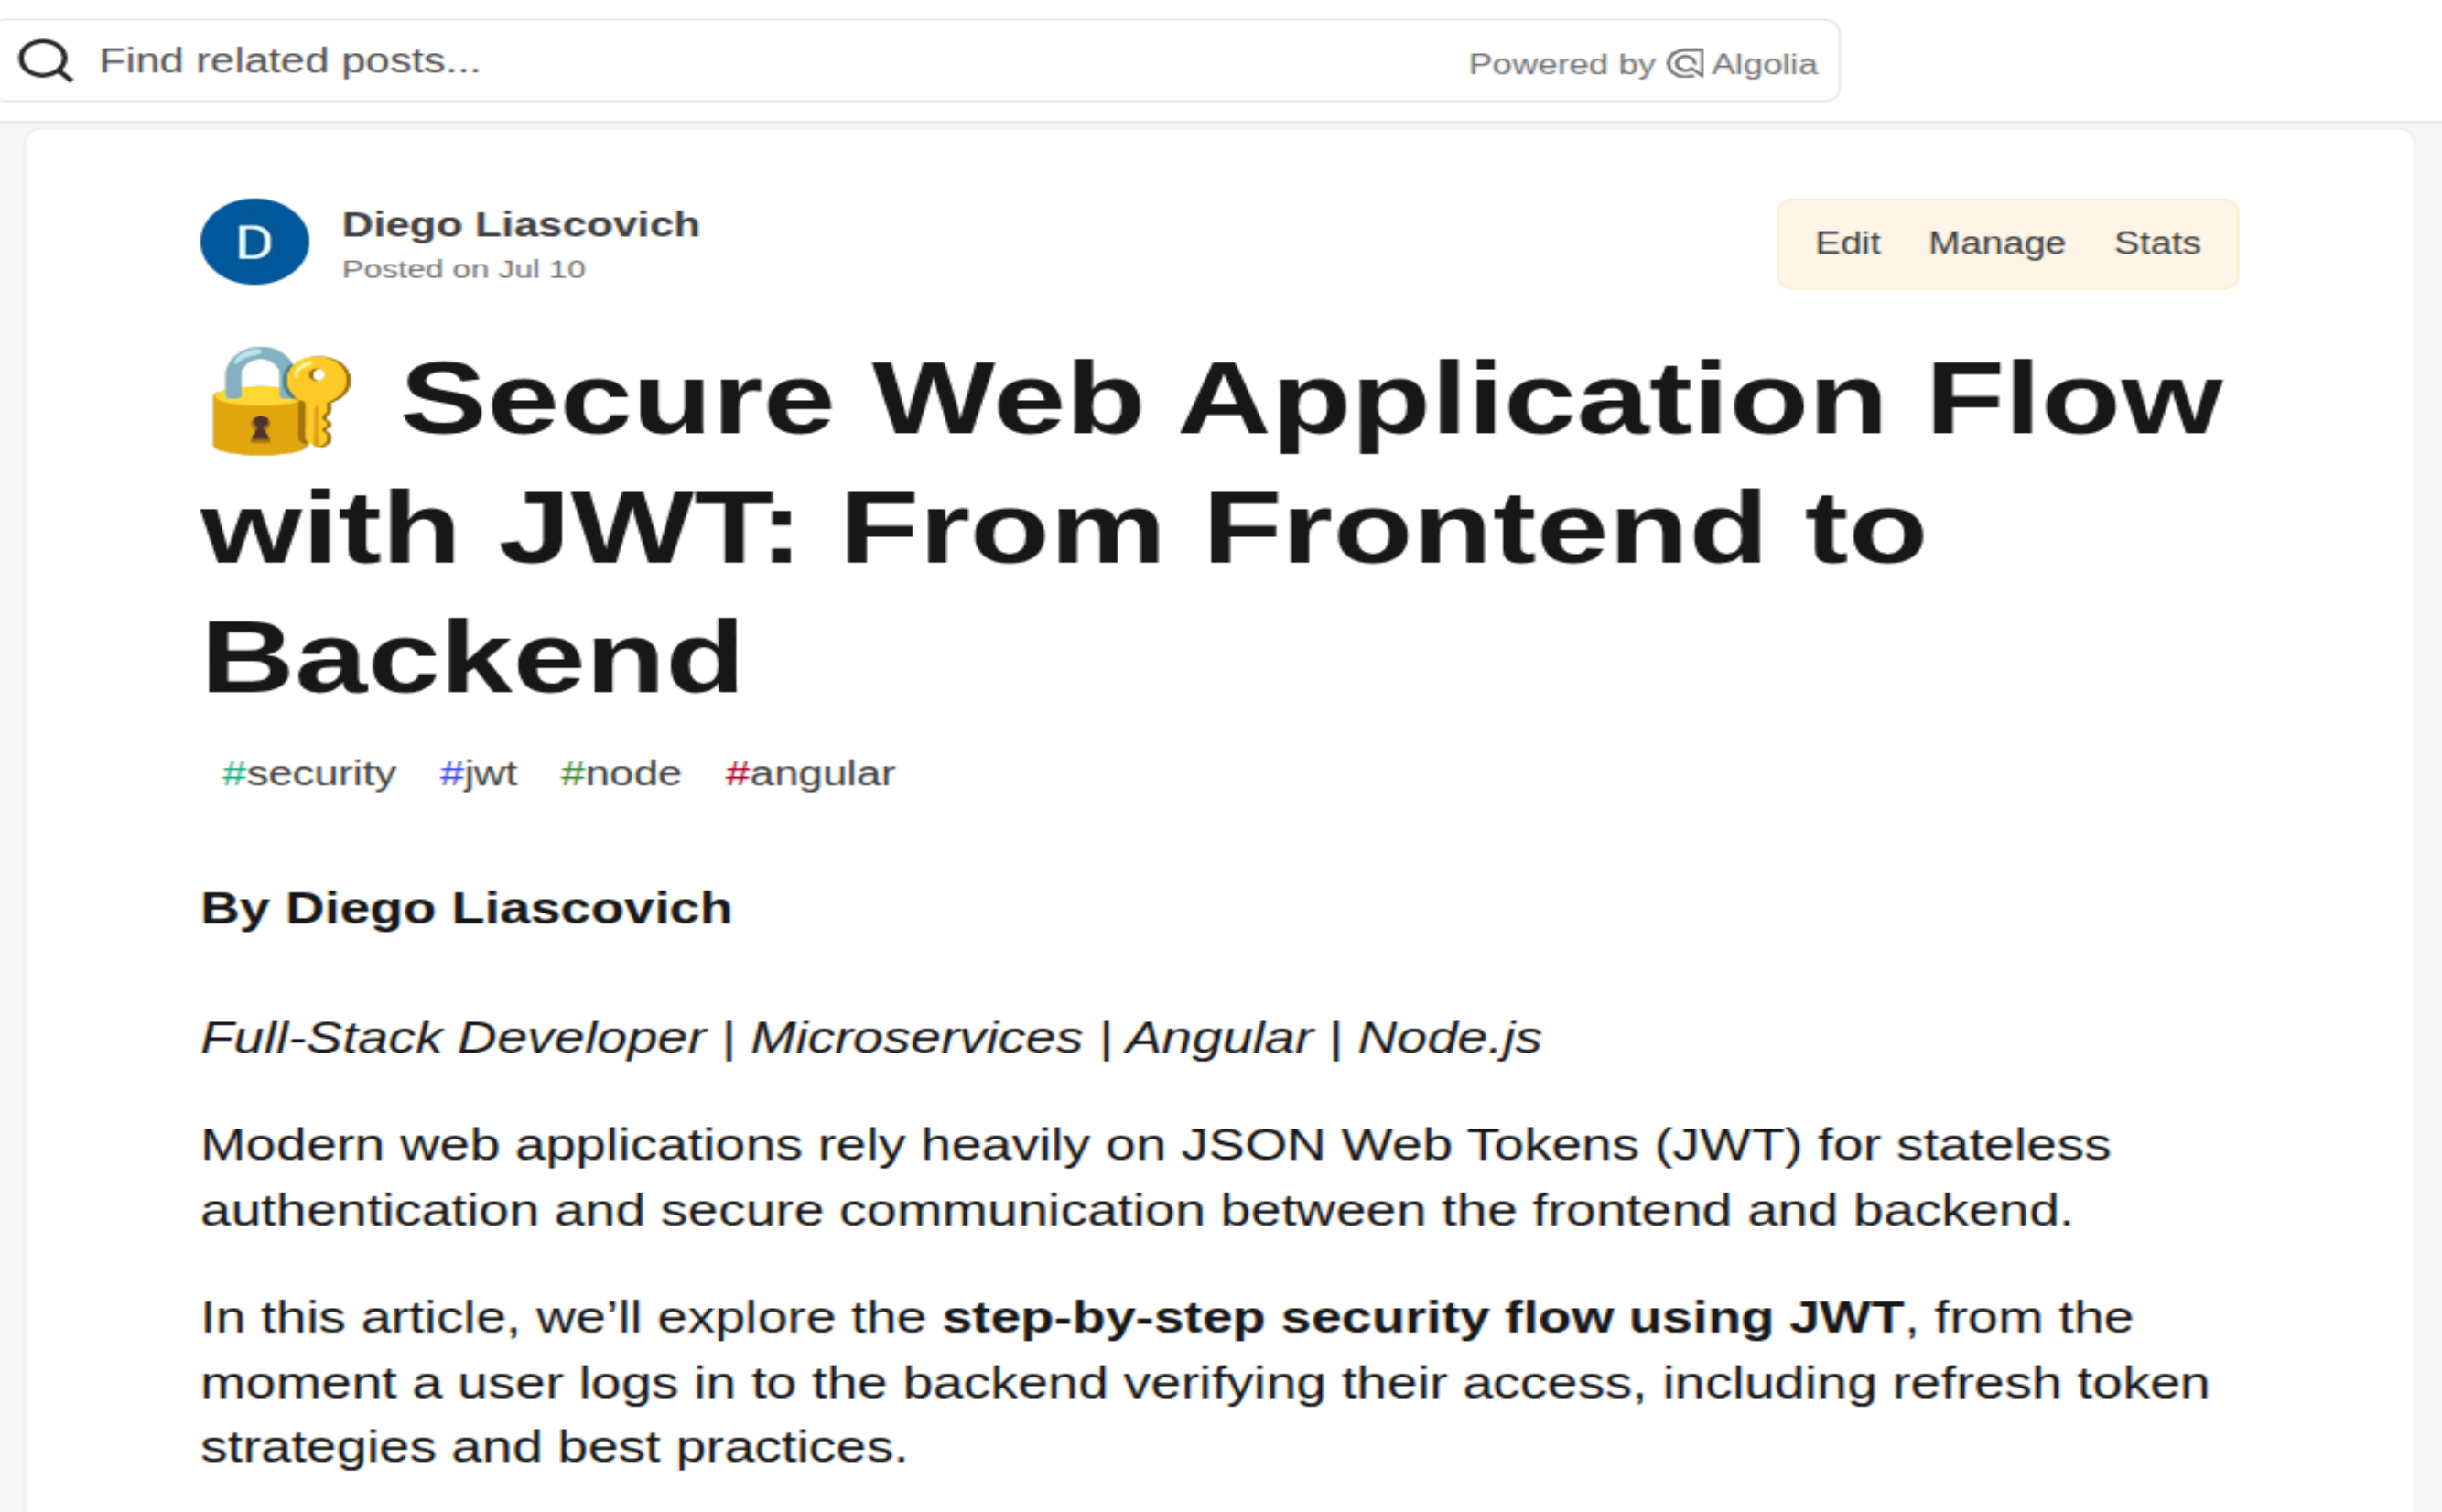 Find related posts...
Powered by Algolia
D
Diego Liascovich
Posted on Jul 10
Edit Manage Stats
🔐 Secure Web Application Flow
with JWT: From Frontend to
Backend
#security #jwt #node #angular
By Diego Liascovich
Full-Stack Developer | Microservices | Angular | Node.js
Modern web applications rely heavily on JSON Web Tokens (JWT) for stateless
authentication and secure communication between the frontend and backend.
In this article, we’ll explore the step-by-step security flow using JWT, from the
moment a user logs in to the backend verifying their access, including refresh token
strategies and best practices.